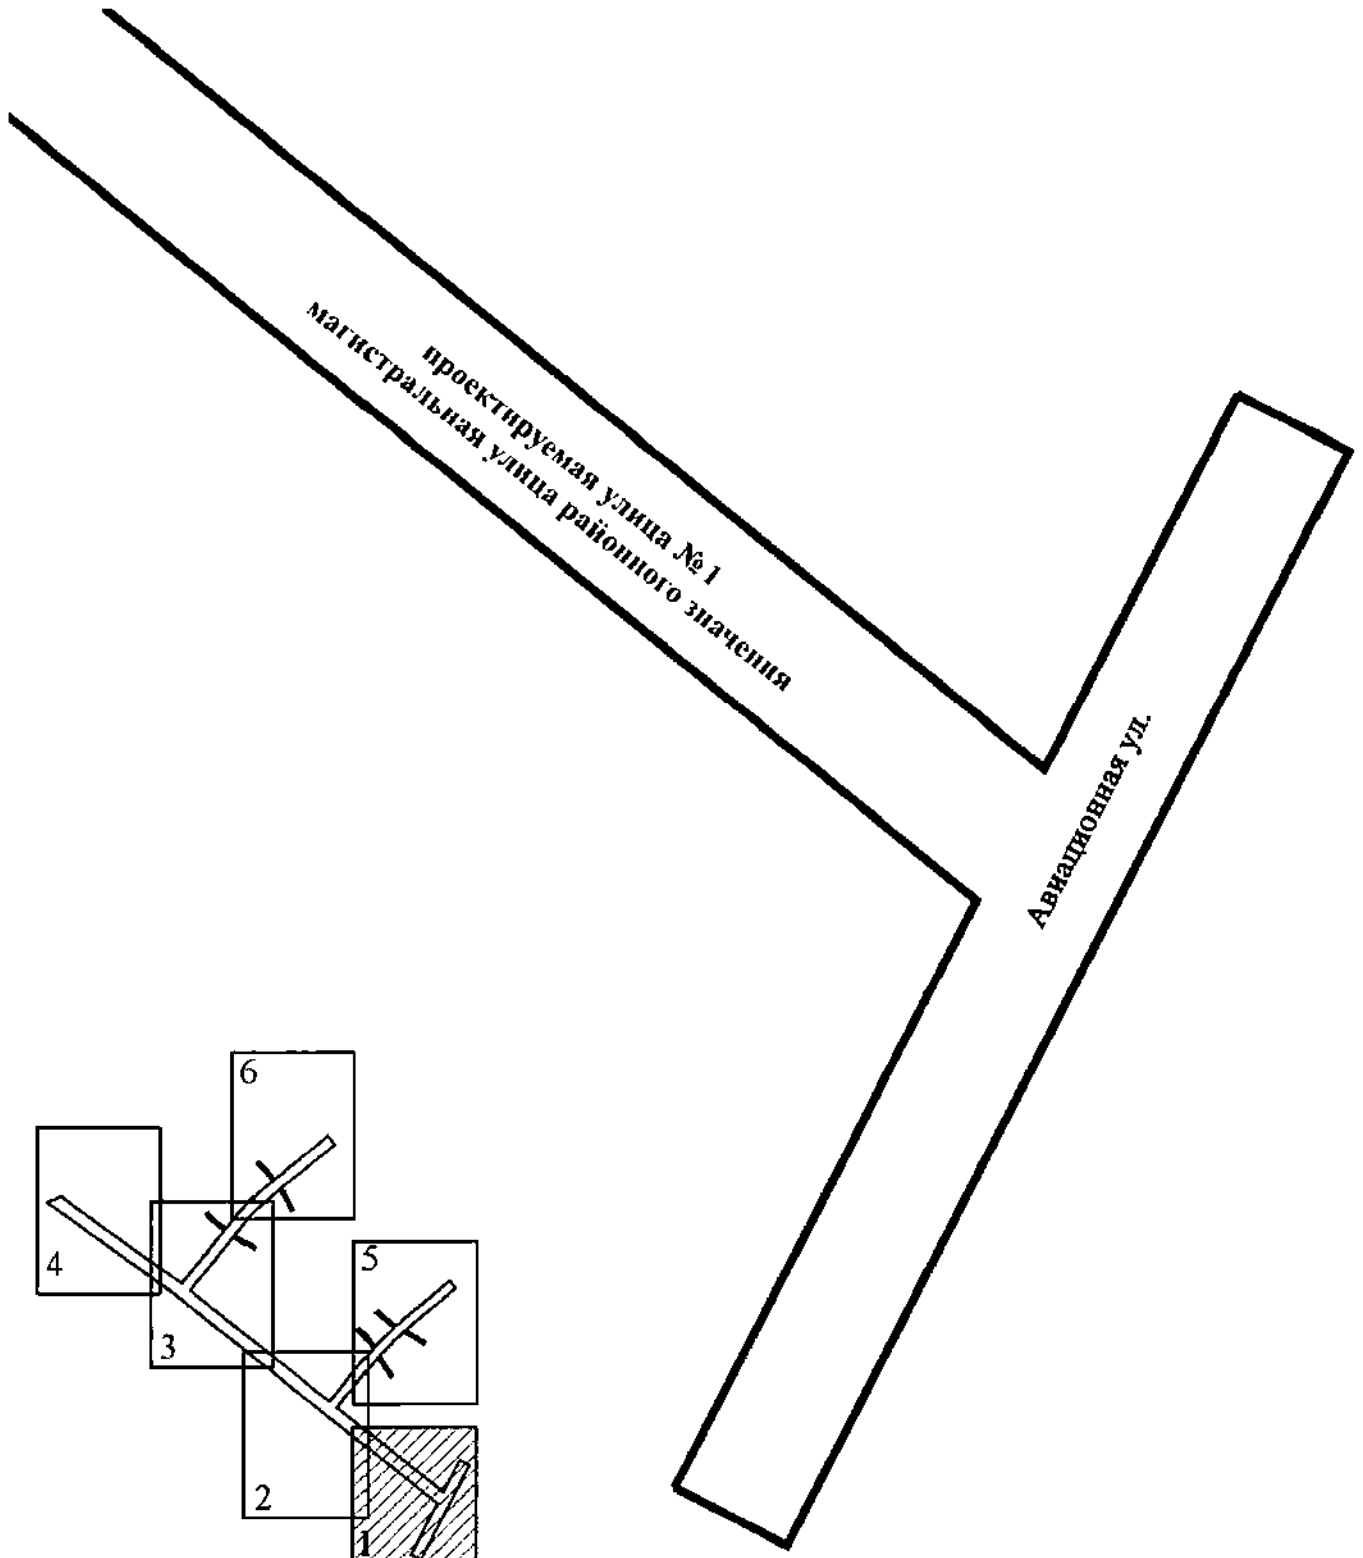 проектируемая улица № 1
магистральная улица районного значения
Авиационная ул.
6
4
5
3
2
1